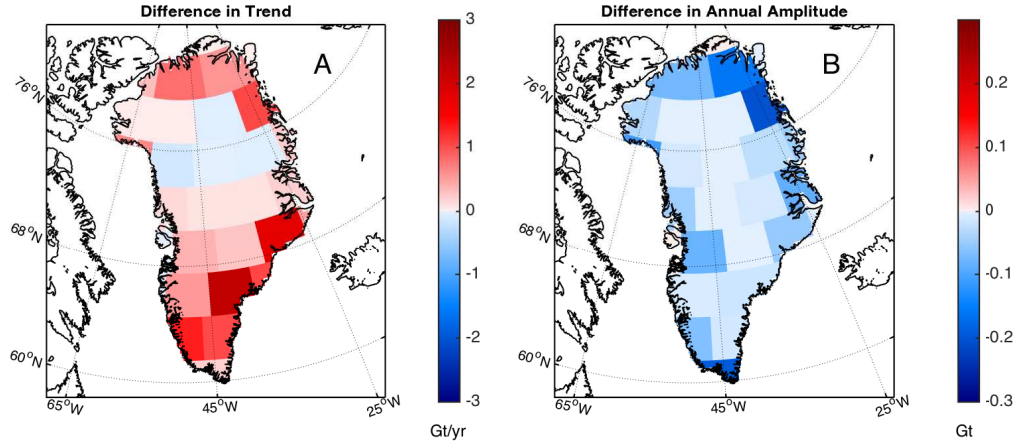 Difference in Trend
A
76°N
68°N
60°N
65°W
45°W
25°W
3
2
1
0
-1
-2
-3
Gt/yr
Difference in Annual Amplitude
B
76°N
68°N
60°N
65°W
45°W
25°W
0.2
0.1
0
-0.1
-0.2
-0.3
Gt